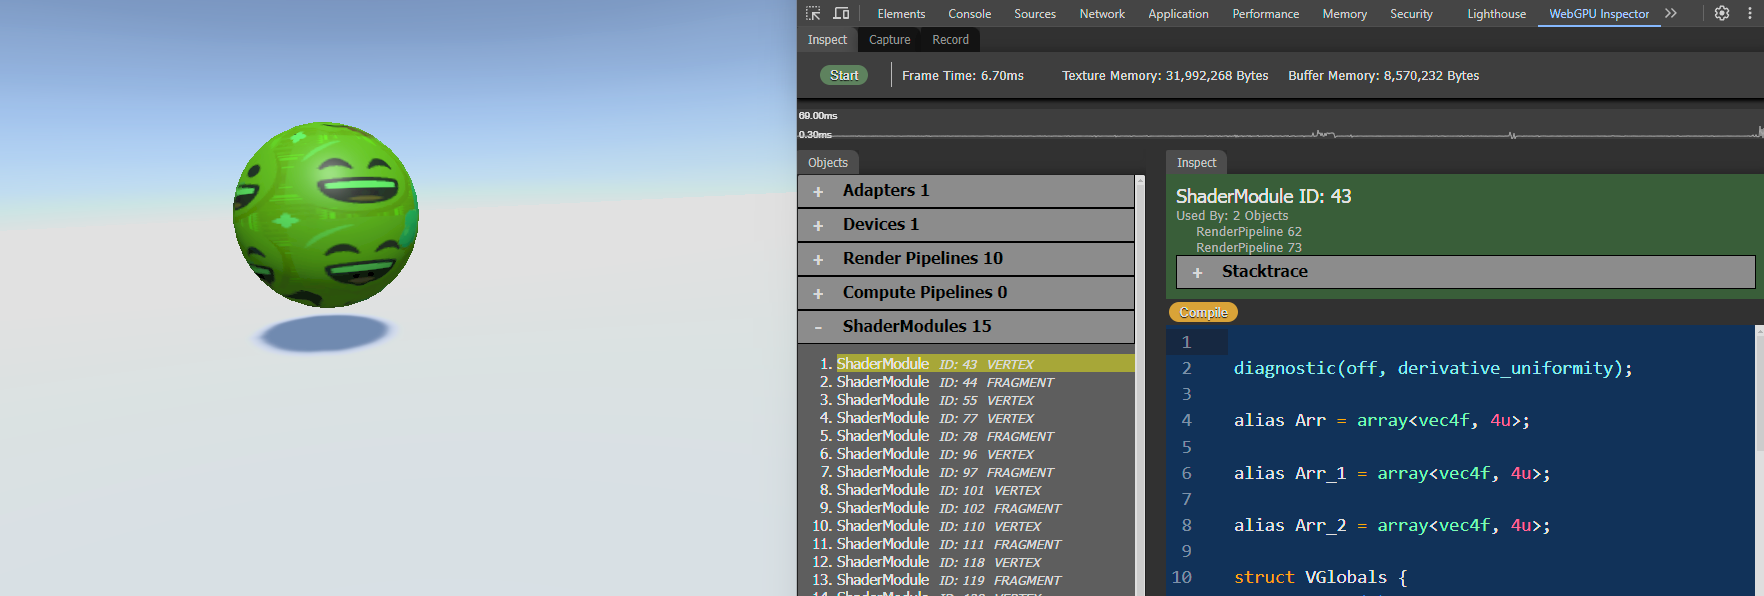 Elements Console Sources Network Application Performance Memory Security Lighthouse WebGPU Inspector
Inspect Capture Record
Start Frame Time: 6.70ms Texture Memory: 31,992,268 Bytes Buffer Memory: 8,570,232 Bytes
69.00ms
0.30ms
Objects
+ Adapters 1
+ Devices 1
+ Render Pipelines 10
+ Compute Pipelines 0
- ShaderModules 15
1. ShaderModule ID: 43 VERTEX
2. ShaderModule ID: 44 FRAGMENT
3. ShaderModule ID: 55 VERTEX
4. ShaderModule ID: 77 VERTEX
5. ShaderModule ID: 78 FRAGMENT
6. ShaderModule ID: 96 VERTEX
7. ShaderModule ID: 97 FRAGMENT
8. ShaderModule ID: 101 VERTEX
9. ShaderModule ID: 102 FRAGMENT
10. ShaderModule ID: 110 VERTEX
11. ShaderModule ID: 111 FRAGMENT
12. ShaderModule ID: 118 VERTEX
13. ShaderModule ID: 119 FRAGMENT
Inspect
ShaderModule ID: 43
Used By: 2 Objects
RenderPipeline 62
RenderPipeline 73
+ Stacktrace
Compile
1
2 diagnostic(off, derivative_uniformity);
3
4 alias Arr = array<vec4f, 4u>;
5
6 alias Arr_1 = array<vec4f, 4u>;
7
8 alias Arr_2 = array<vec4f, 4u>;
9
10 struct VGlobals {